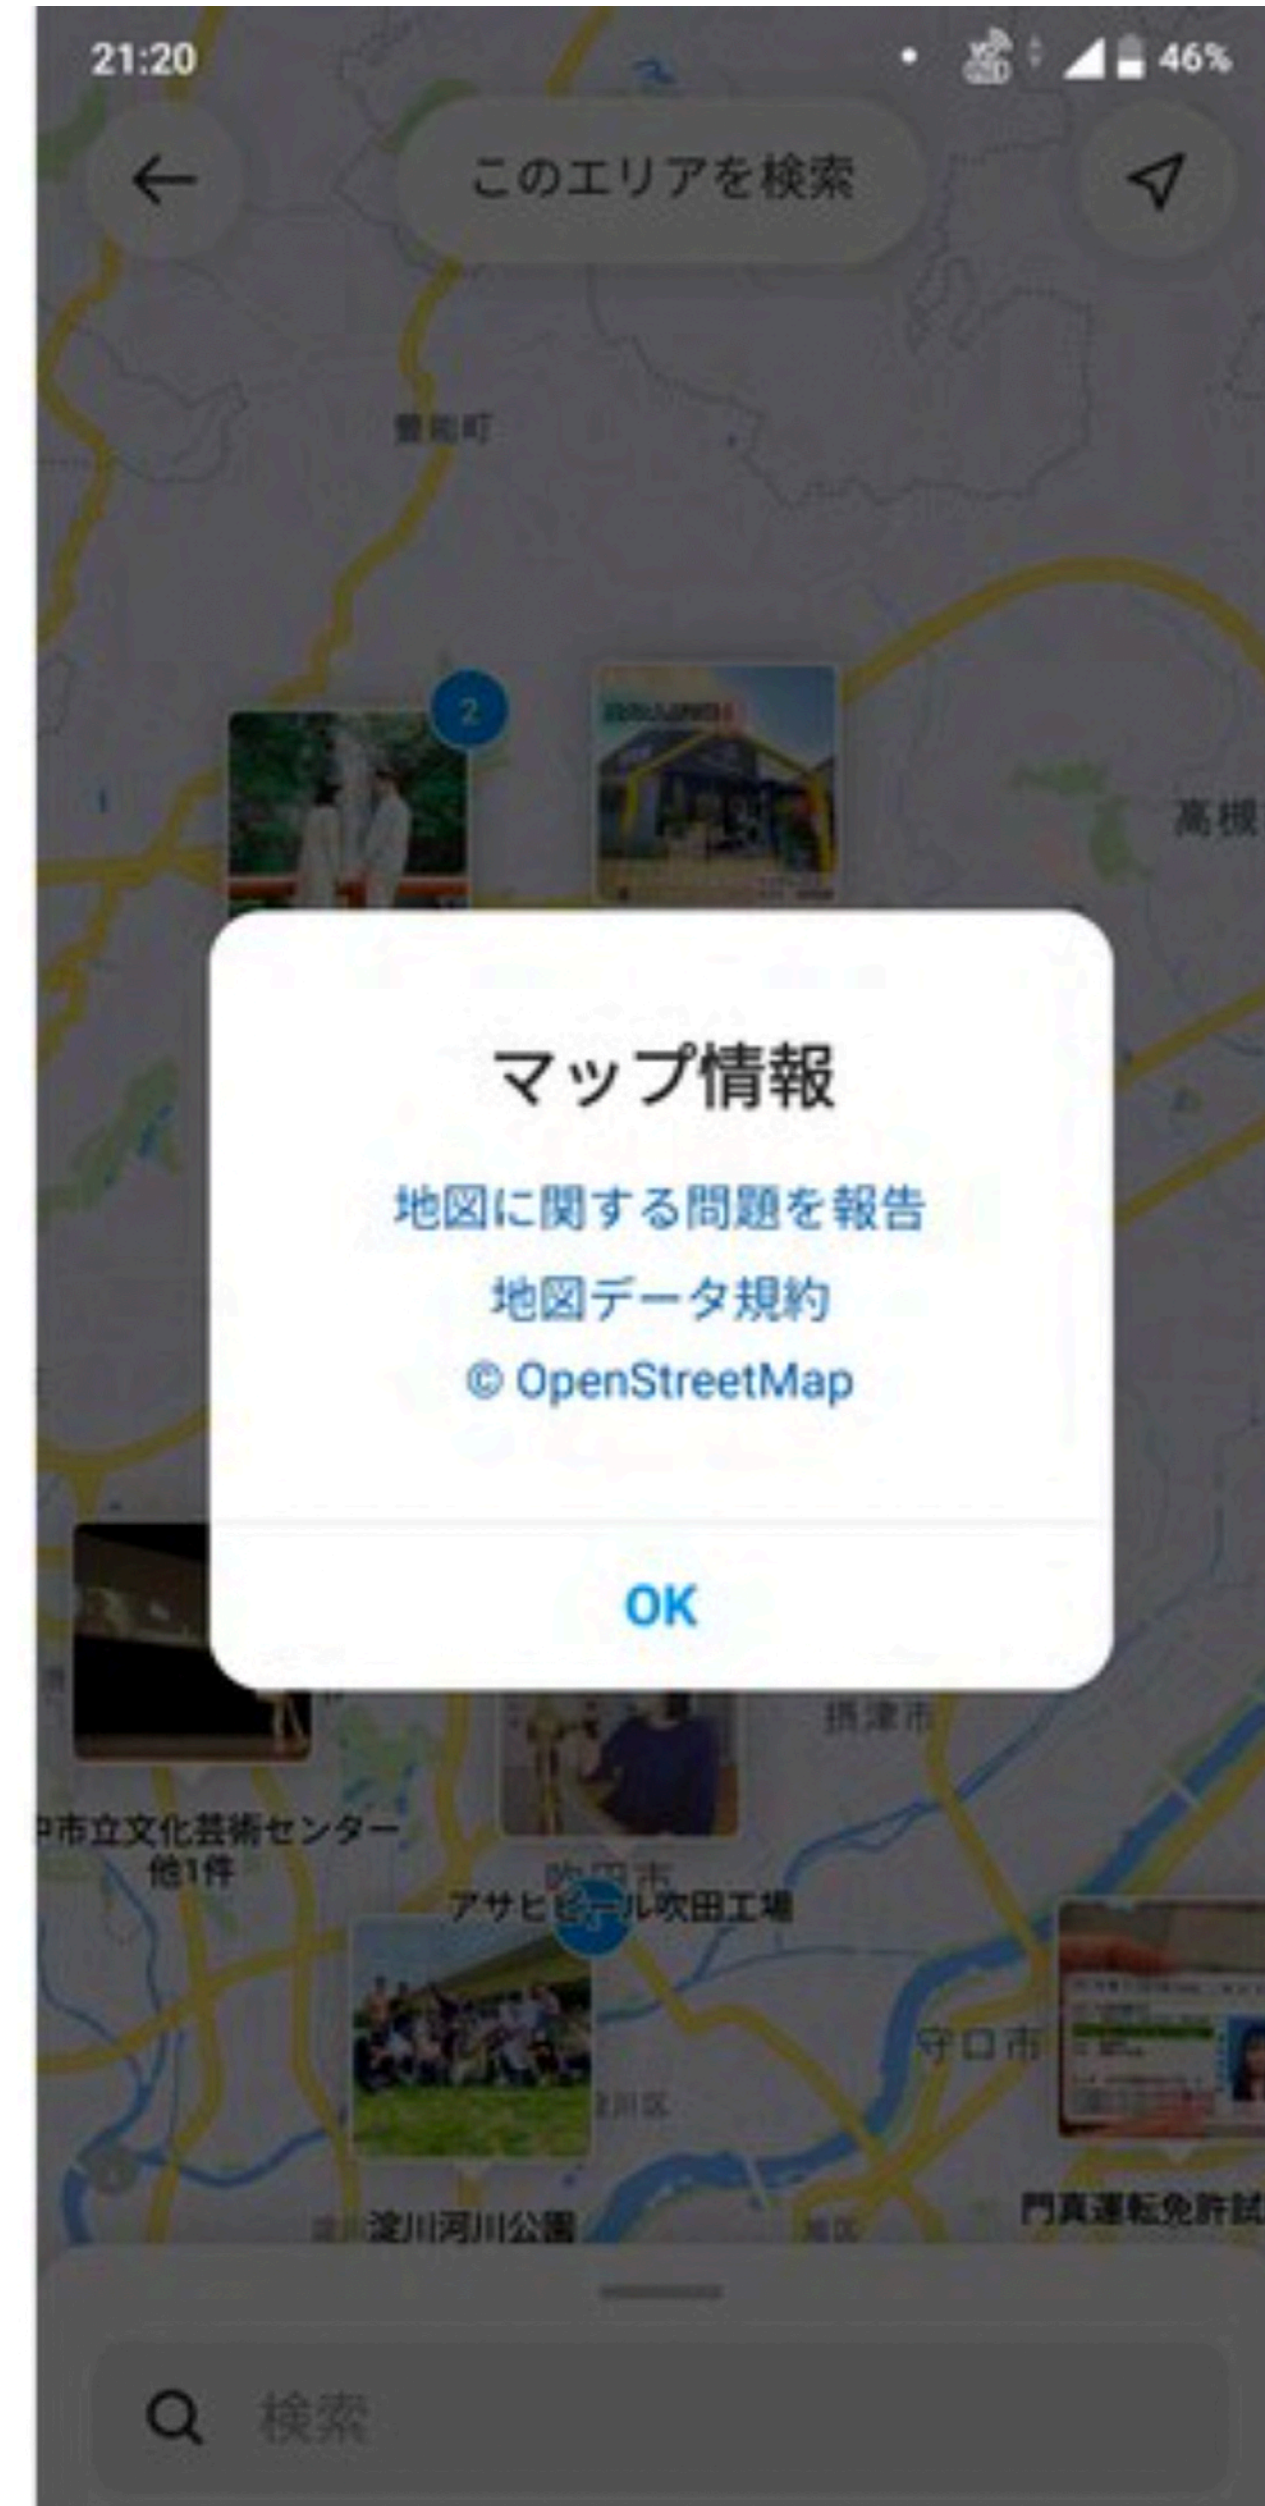 21:20
46%
このエリアを検索
豊能町
2
高槻
マップ情報
地図に関する問題を報告
地図データ規約
© OpenStreetMap
OK
摂津市
市立文化芸術センター
他1件
吹田市
アサヒビール吹田工場
守口市
淀川河川公園
旭区
門真運転免許試
検索